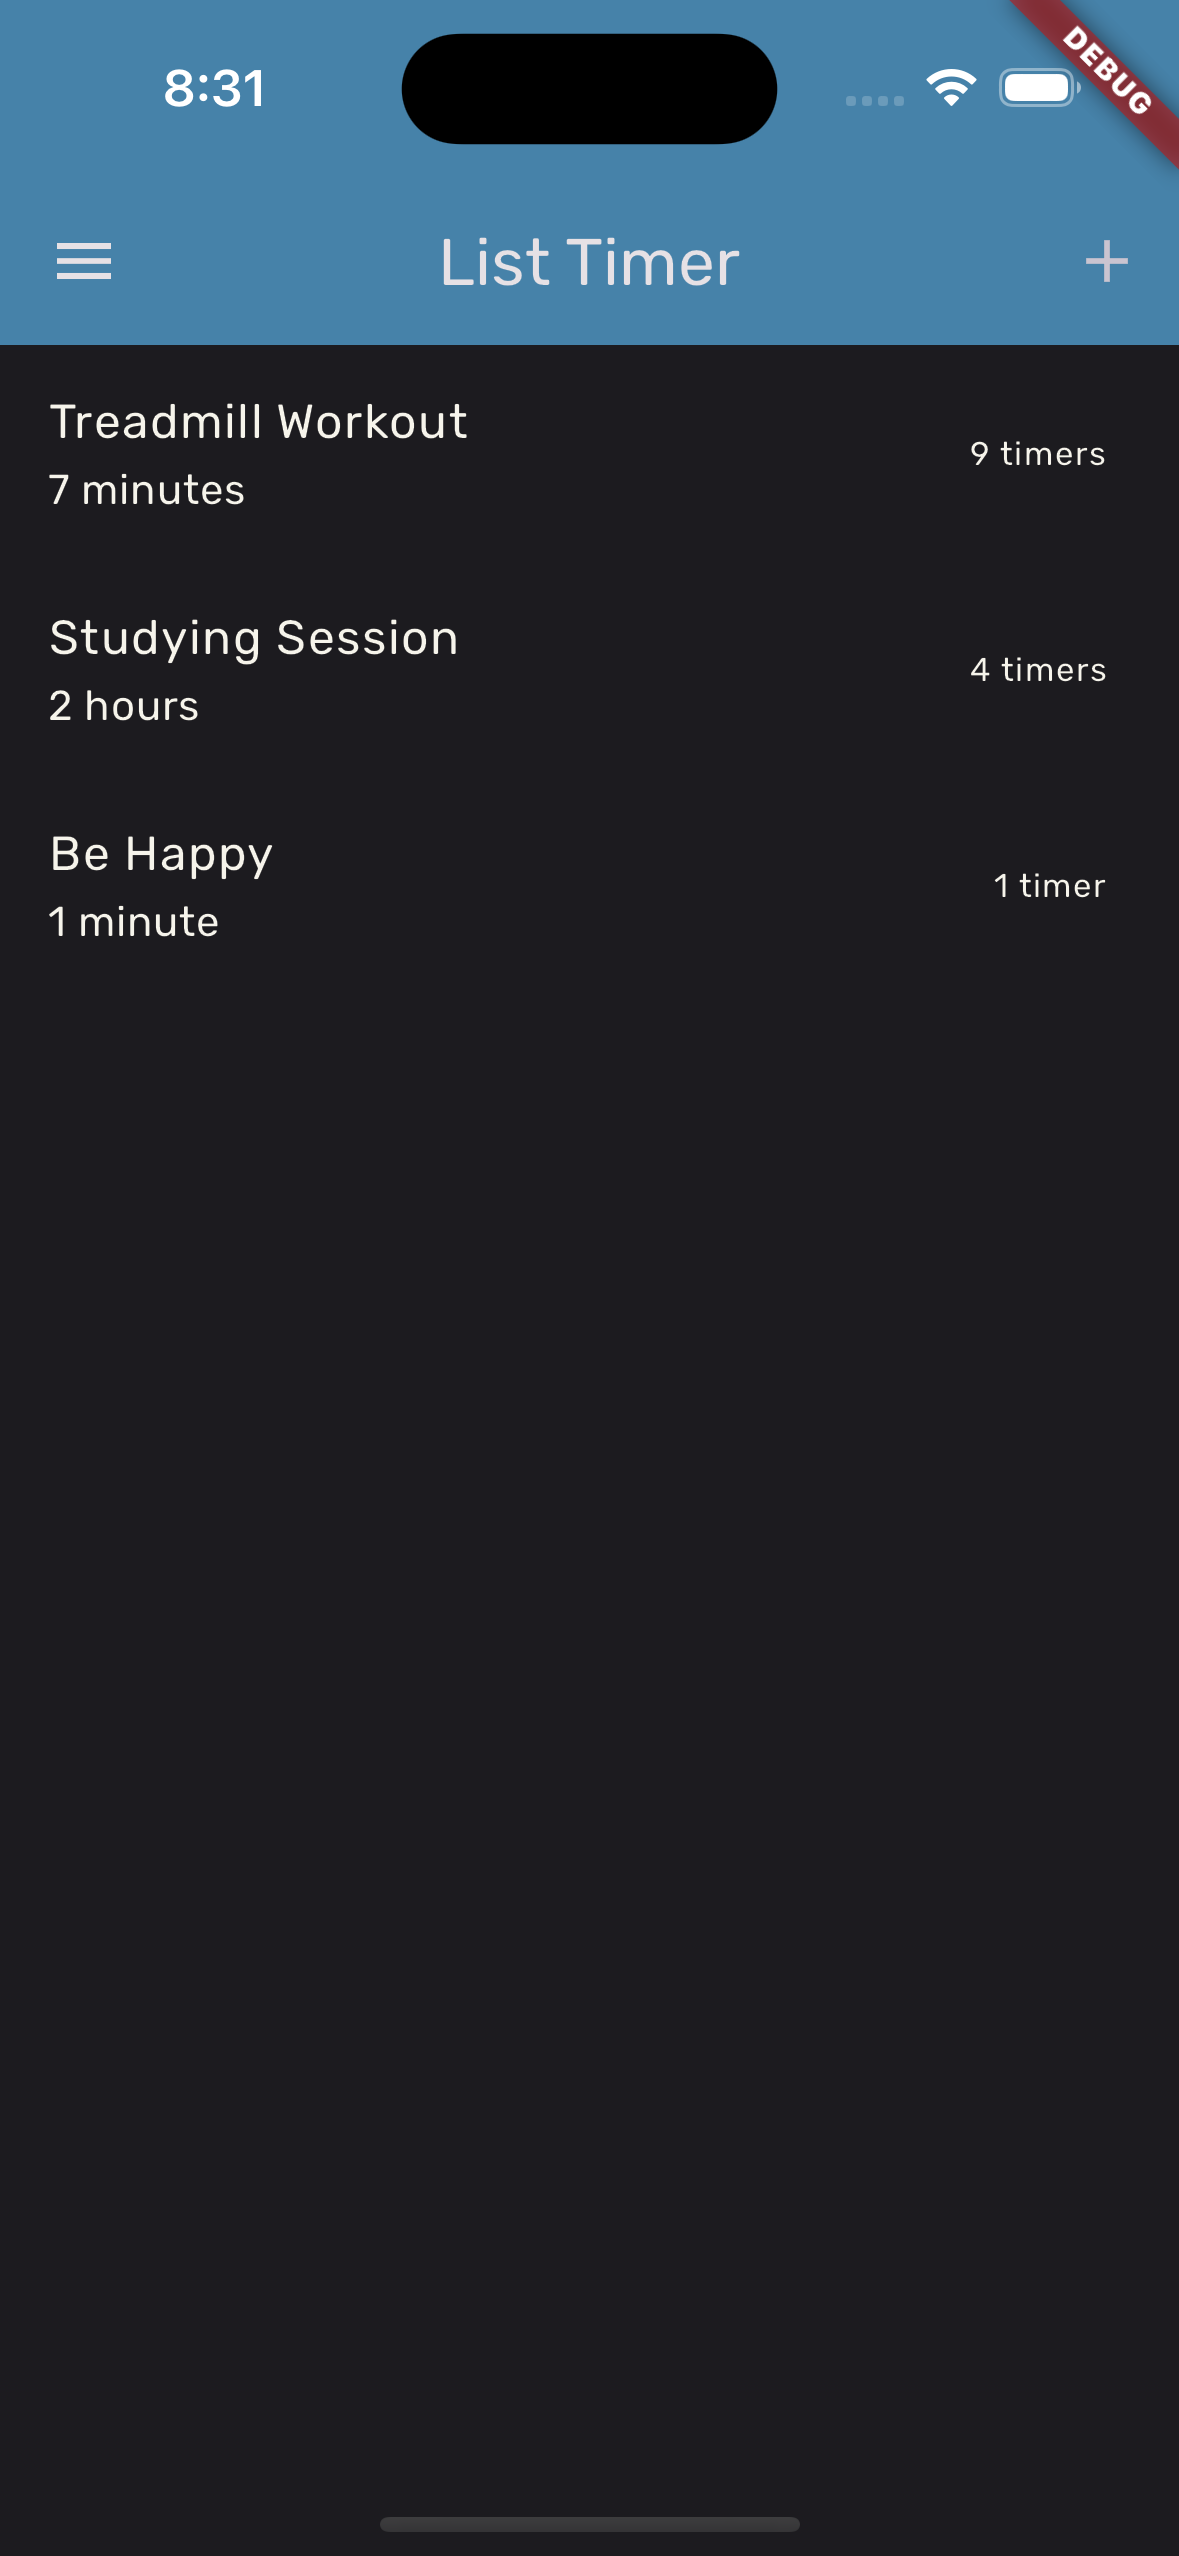 8:31
DEBUG
List Timer
Treadmill Workout
7 minutes
9 timers
Studying Session
2 hours
4 timers
Be Happy
1 minute
1 timer